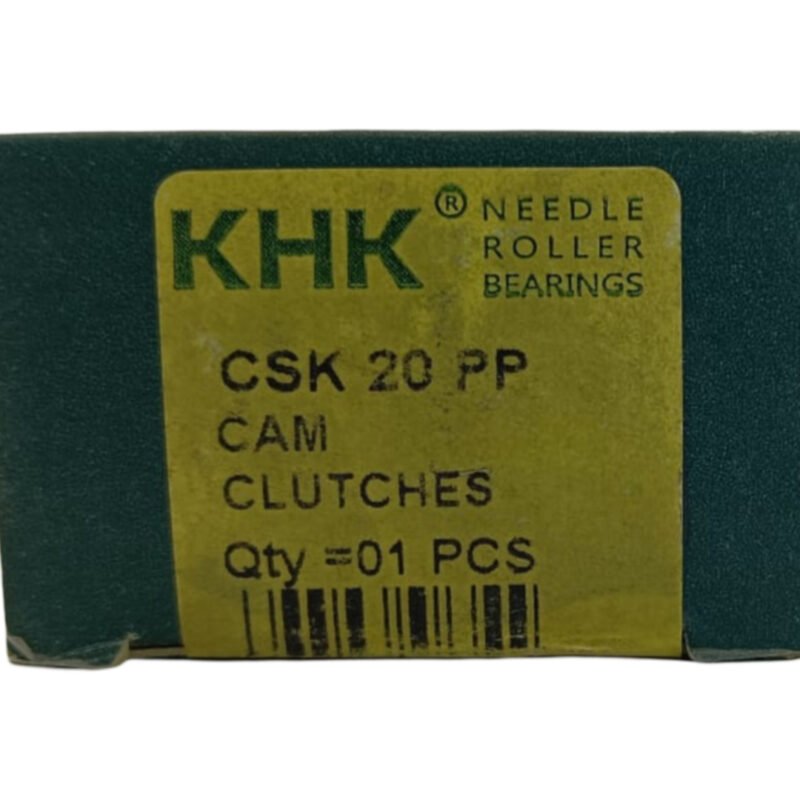 KHK® NEEDLE
ROLLER
BEARINGS
CSK 20 PP
CAM
CLUTCHES
Qty =01 PCS